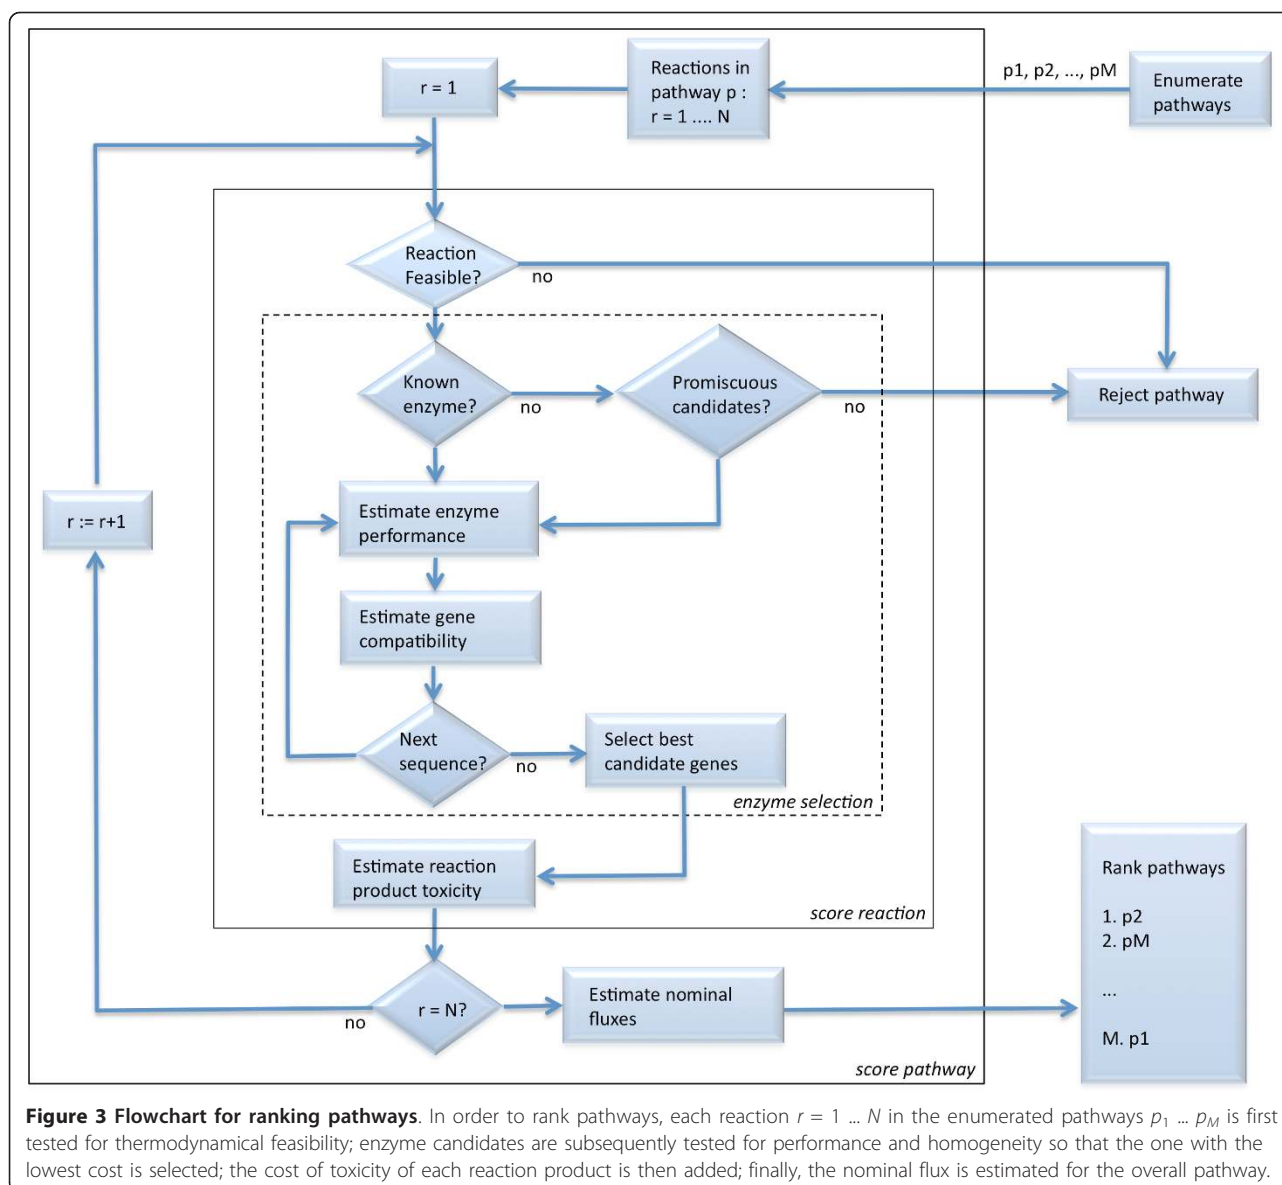 r = 1
Reactions in
pathway p :
r = 1 .... N
p1, p2, ..., pM
Enumerate
pathways
Reaction
Feasible?
no
Known
enzyme?
no
Promiscuous
candidates?
no
Reject pathway
r := r+1
Estimate enzyme
performance
Estimate gene
compatibility
Next
sequence?
no
Select best
candidate genes
enzyme selection
Estimate reaction
product toxicity
score reaction
r = N?
no
Estimate nominal
fluxes
score pathway
Rank pathways
1. p2
2. pM
...
M. p1
Figure 3 Flowchart for ranking pathways. In order to rank pathways, each reaction r = 1 ... N in the enumerated pathways p1 ... pM is first
tested for thermodynamical feasibility; enzyme candidates are subsequently tested for performance and homogeneity so that the one with the
lowest cost is selected; the cost of toxicity of each reaction product is then added; finally, the nominal flux is estimated for the overall pathway.